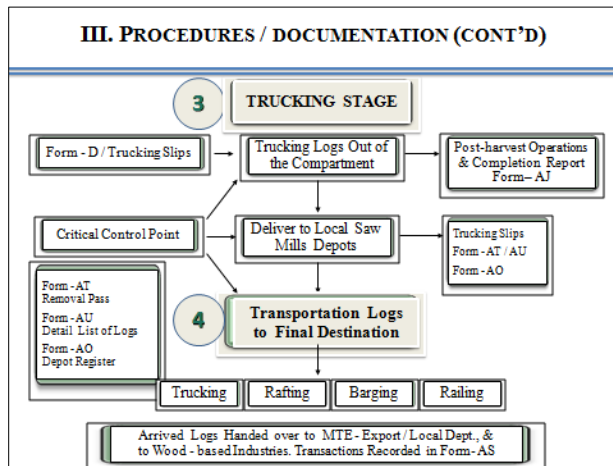 III. PROCEDURES / DOCUMENTATION (CONT'D)
3
TRUCKING STAGE
Form - D / Trucking Slips
Trucking Logs Out of
the Compartment
Post-harvest Operations
& Completion Report
Form– AJ
Critical Control Point
Deliver to Local Saw
Mills Depots
Trucking Slips
Form - AT / AU
Form - AO
Form - AT
Removal Pass
Form - AU
Detail List of Logs
Form - AO
Depot Register
4
Transportation Logs
to Final Destination
Trucking
Rafting
Barging
Railing
Arrived Logs Handed over to MTE - Export / Local Dept., &
to Wood - based Industries. Transactions Recorded in Form- AS